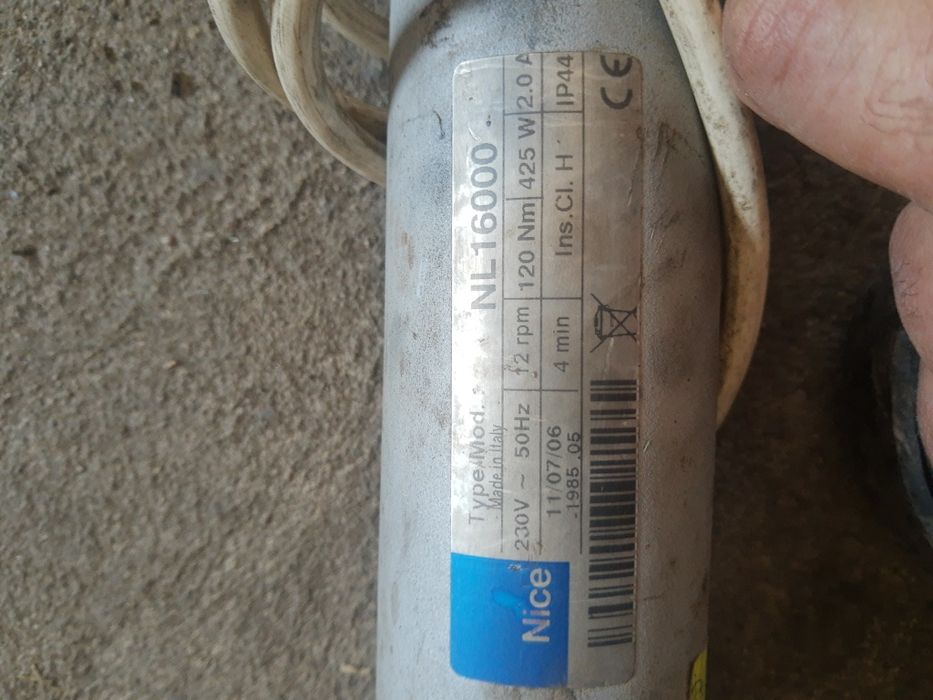 Nice
Type/Mod. NL16000
Made in Italy
230V ~ 50Hz 12 rpm 120 Nm 425 W 2.0 A
11/07/06 4 min Ins.Cl. H IP44
-1985.05
CE